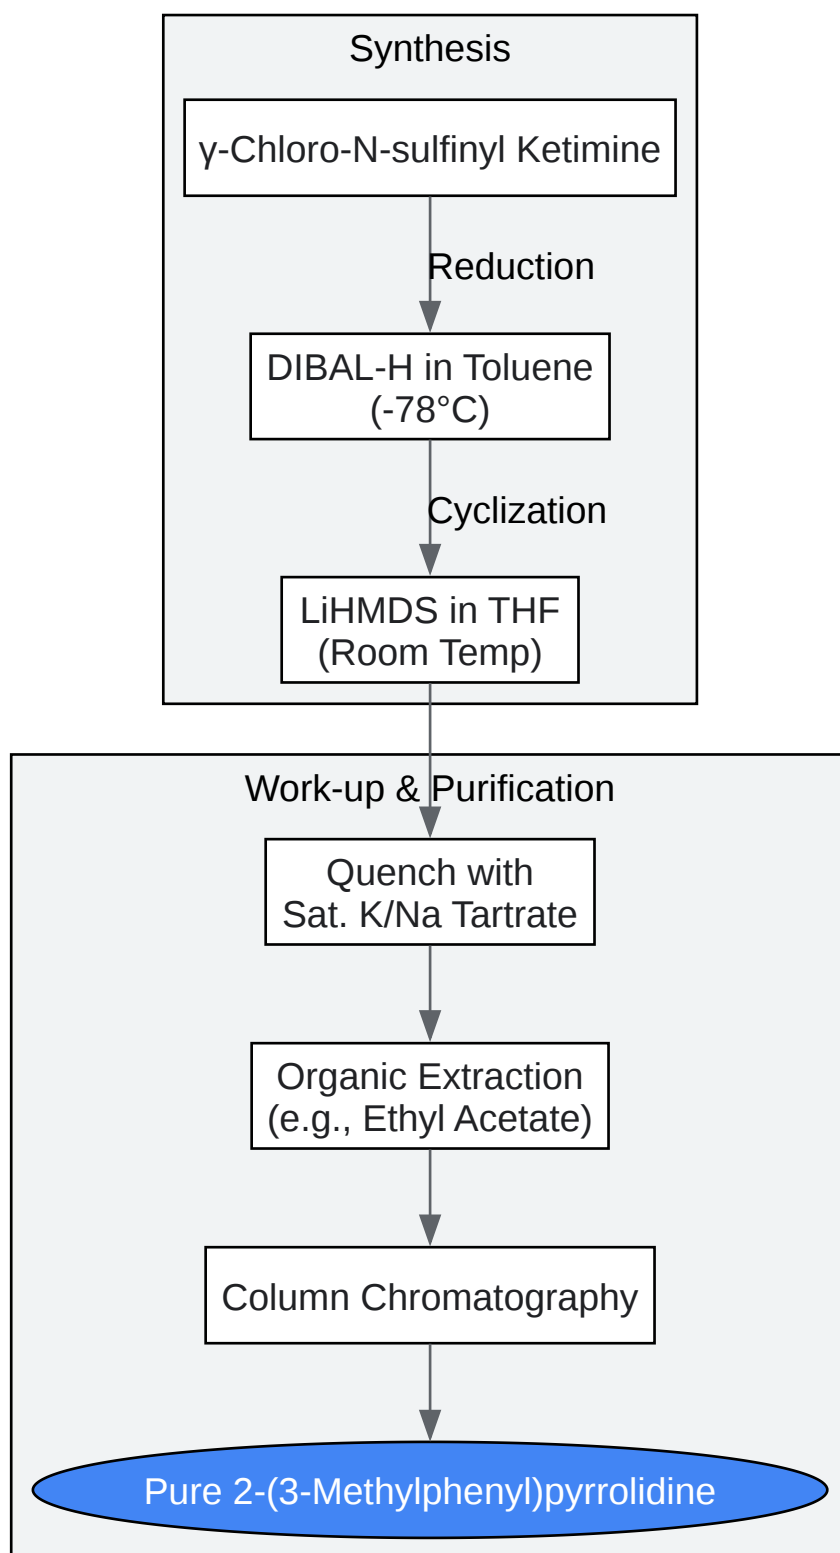 Synthesis
γ-Chloro-N-sulfinyl Ketimine
Reduction
DIBAL-H in Toluene
(-78°C)
Cyclization
LiHMDS in THF
(Room Temp)
Work-up & Purification
Quench with
Sat. K/Na Tartrate
Organic Extraction
(e.g., Ethyl Acetate)
Column Chromatography
Pure 2-(3-Methylphenyl)pyrrolidine